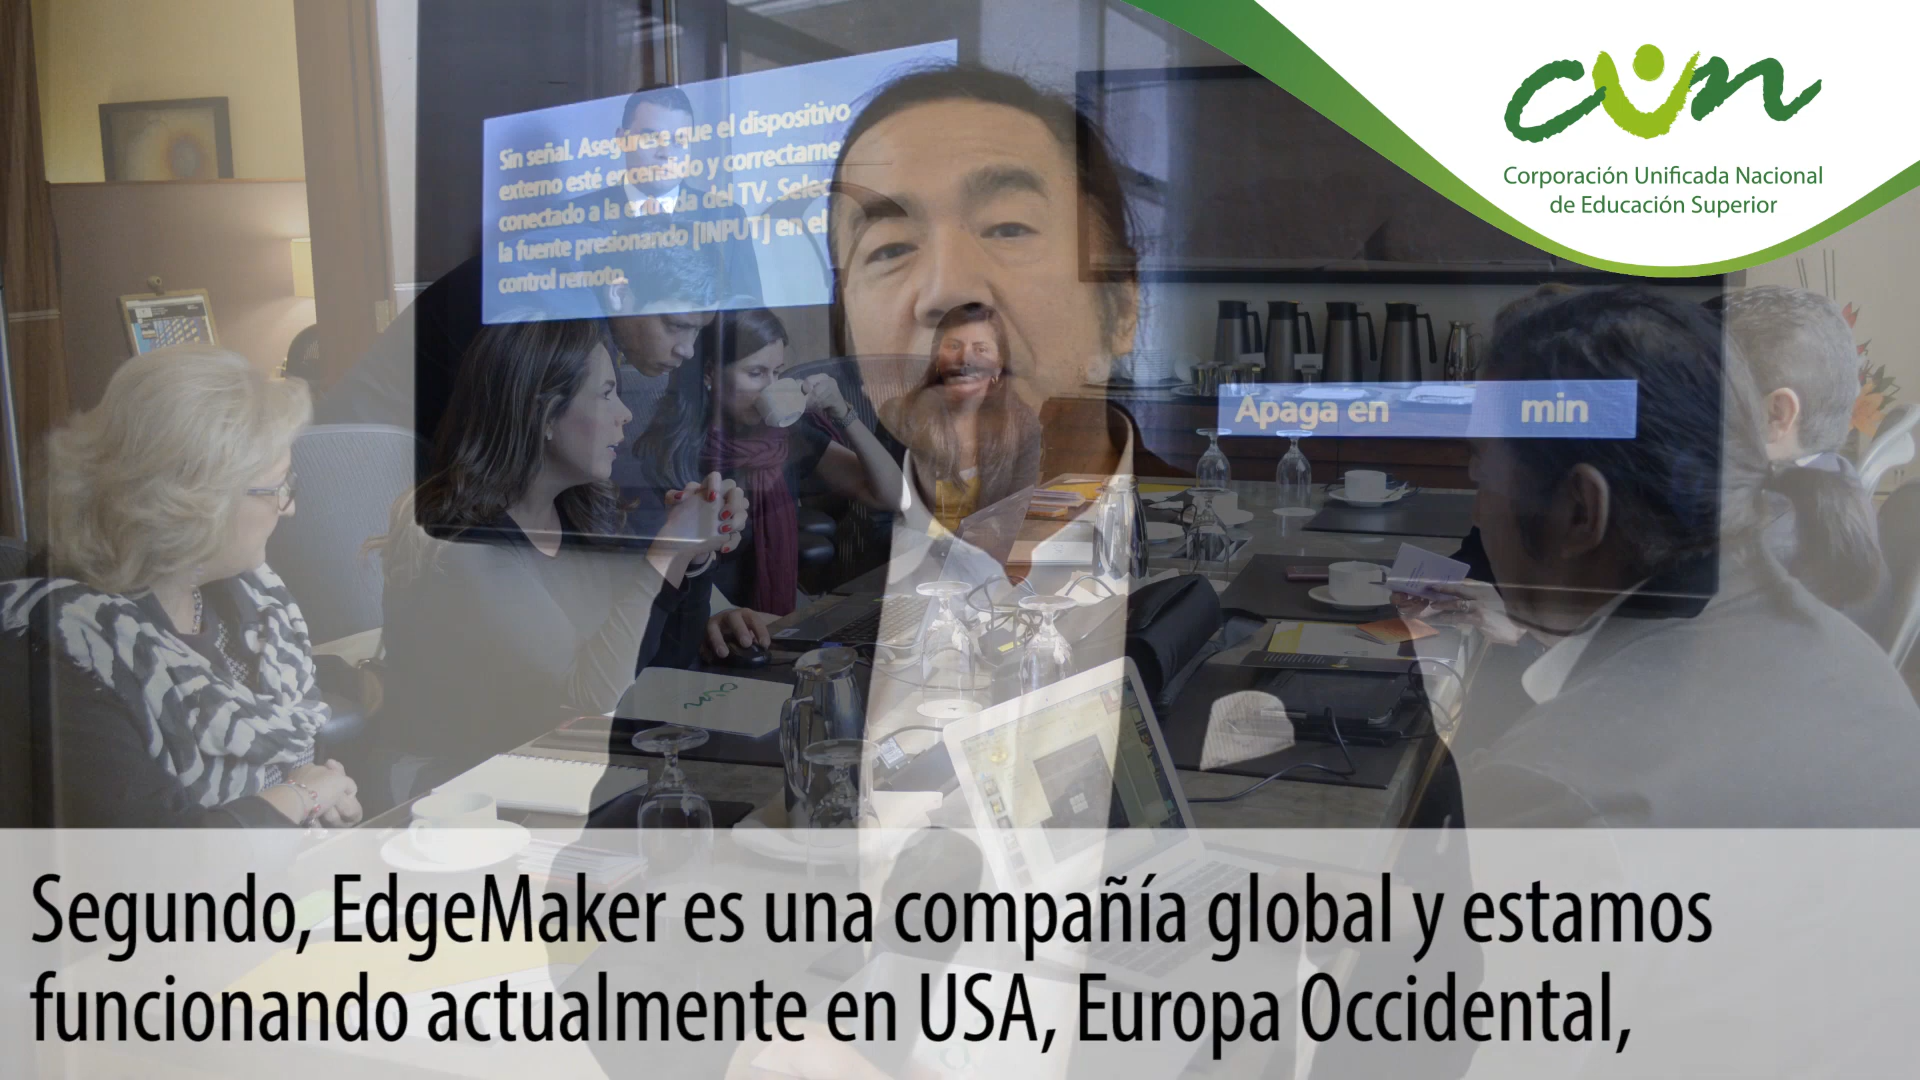 cun
Corporación Unificada Nacional
de Educación Superior
Sin señal. Asegúrese que el dispositivo
externo esté encendido y correctame
conectado a la entrada del TV. Selec
la fuente presionando [INPUT] en el
control remoto.
Apaga en min
cun
Segundo, EdgeMaker es una compañía global y estamos
funcionando actualmente en USA, Europa Occidental,